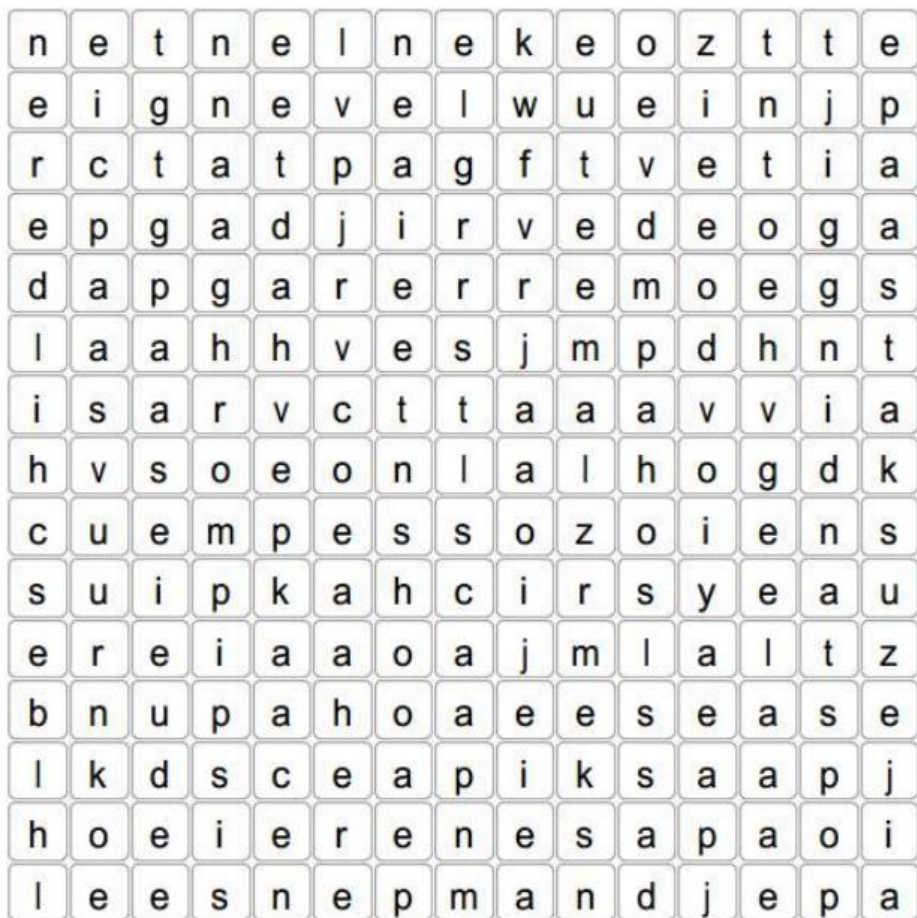 n e t n e l n e k e o z t t e
e i g n e v e l w u e i n j p
r c t a t p a g f t v e t i a
e p g a d j i r v e d e o g a
d a p g a r e r r e m o e g s
l a a h h v e s j m p d h n t
i s a r v c t t a a a v v i a
h v s o e o n l a l h o g d k
c u e m p e s s o z o i e n s
s u i p k a h c i r s y e a u
e r e i a a o a j m l a l t z
b n u p a h o a e e s e a s e
l k d s c e a p i k s a a p j
h o e i e r e n e s a p a o i
l e e s n e p m a n d j e p a